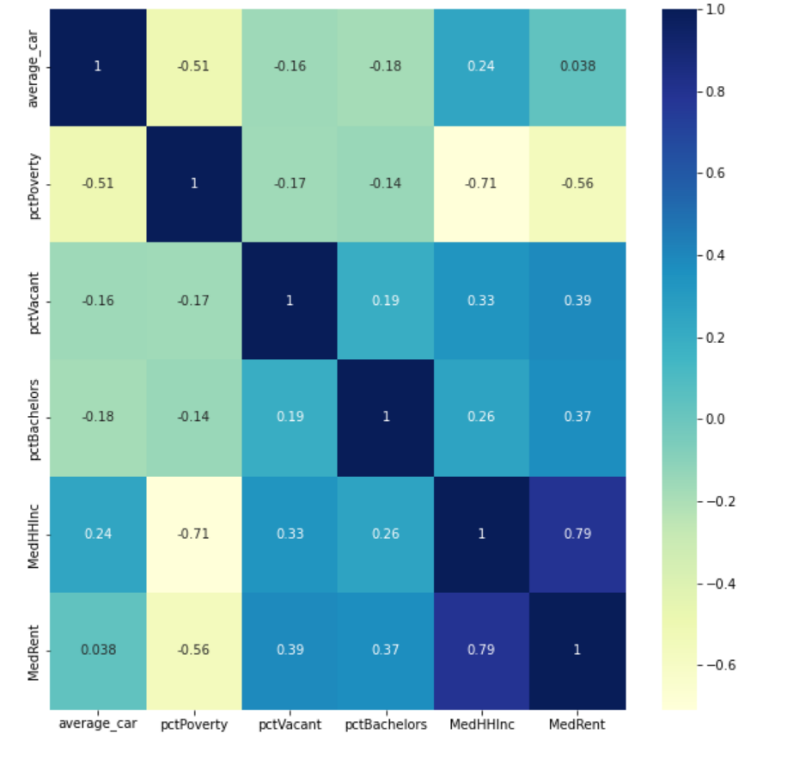 1.0
average_car 1 -0.51 -0.16 -0.18 0.24 0.038
0.8
pctPoverty -0.51 1 -0.17 -0.14 -0.71 -0.56
0.6
0.4
pctVacant -0.16 -0.17 1 0.19 0.33 0.39
0.2
0.0
pctBachelors -0.18 -0.14 0.19 1 0.26 0.37
−0.2
MedHHInc 0.24 -0.71 0.33 0.26 1 0.79
−0.4
MedRent 0.038 -0.56 0.39 0.37 0.79 1
−0.6
average_car pctPoverty pctVacant pctBachelors MedHHInc MedRent